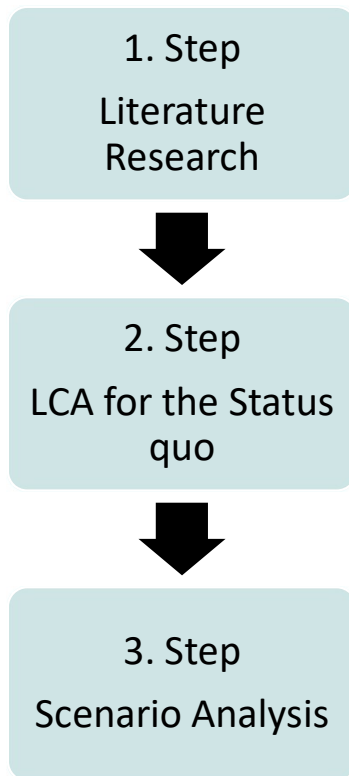 1. Step
Literature
Research
2. Step
LCA for the Status
quo
3. Step
Scenario Analysis